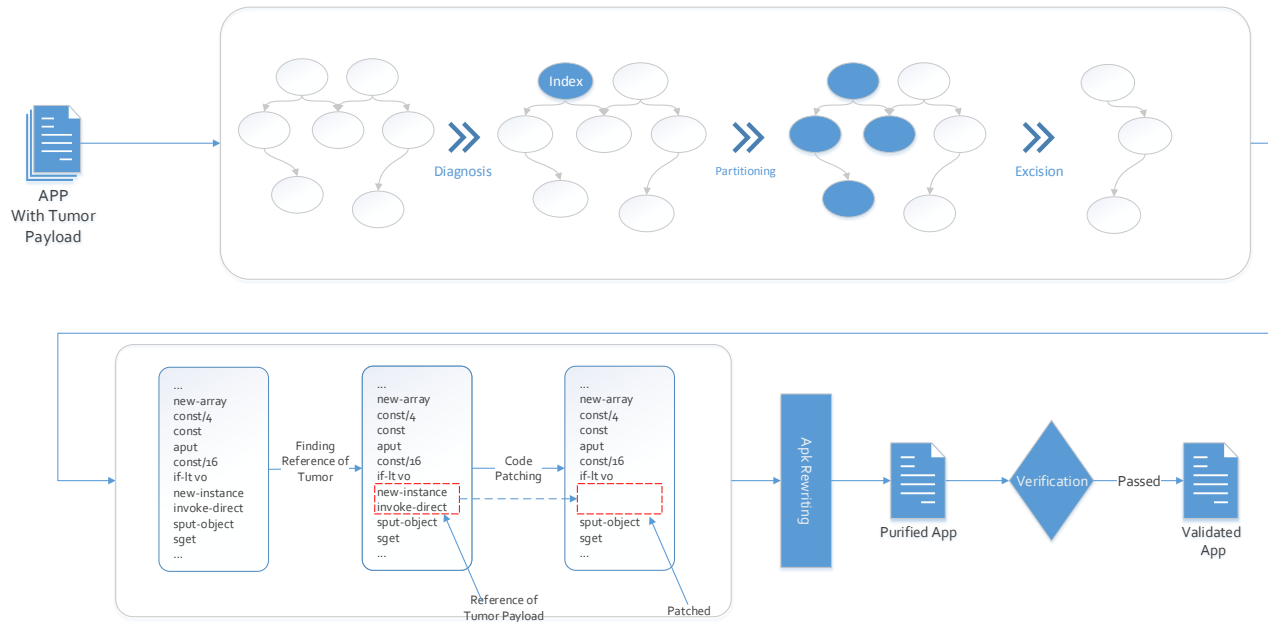 Index
Diagnosis
Partitioning
Excision
APP
With Tumor
Payload
...
new-array
const/4
const
aput
const/16
if-lt vo
new-instance
invoke-direct
sput-object
sget
...
Finding
Reference of
Tumor
...
new-array
const/4
const
aput
const/16
if-lt vo
new-instance
invoke-direct
sput-object
sget
...
Code
Patching
...
new-array
const/4
const
aput
const/16
if-lt vo
sput-object
sget
...
Reference of
Tumor Payload
Patched
Apk Rewriting
Purified App
Verification
Passed
Validated
App